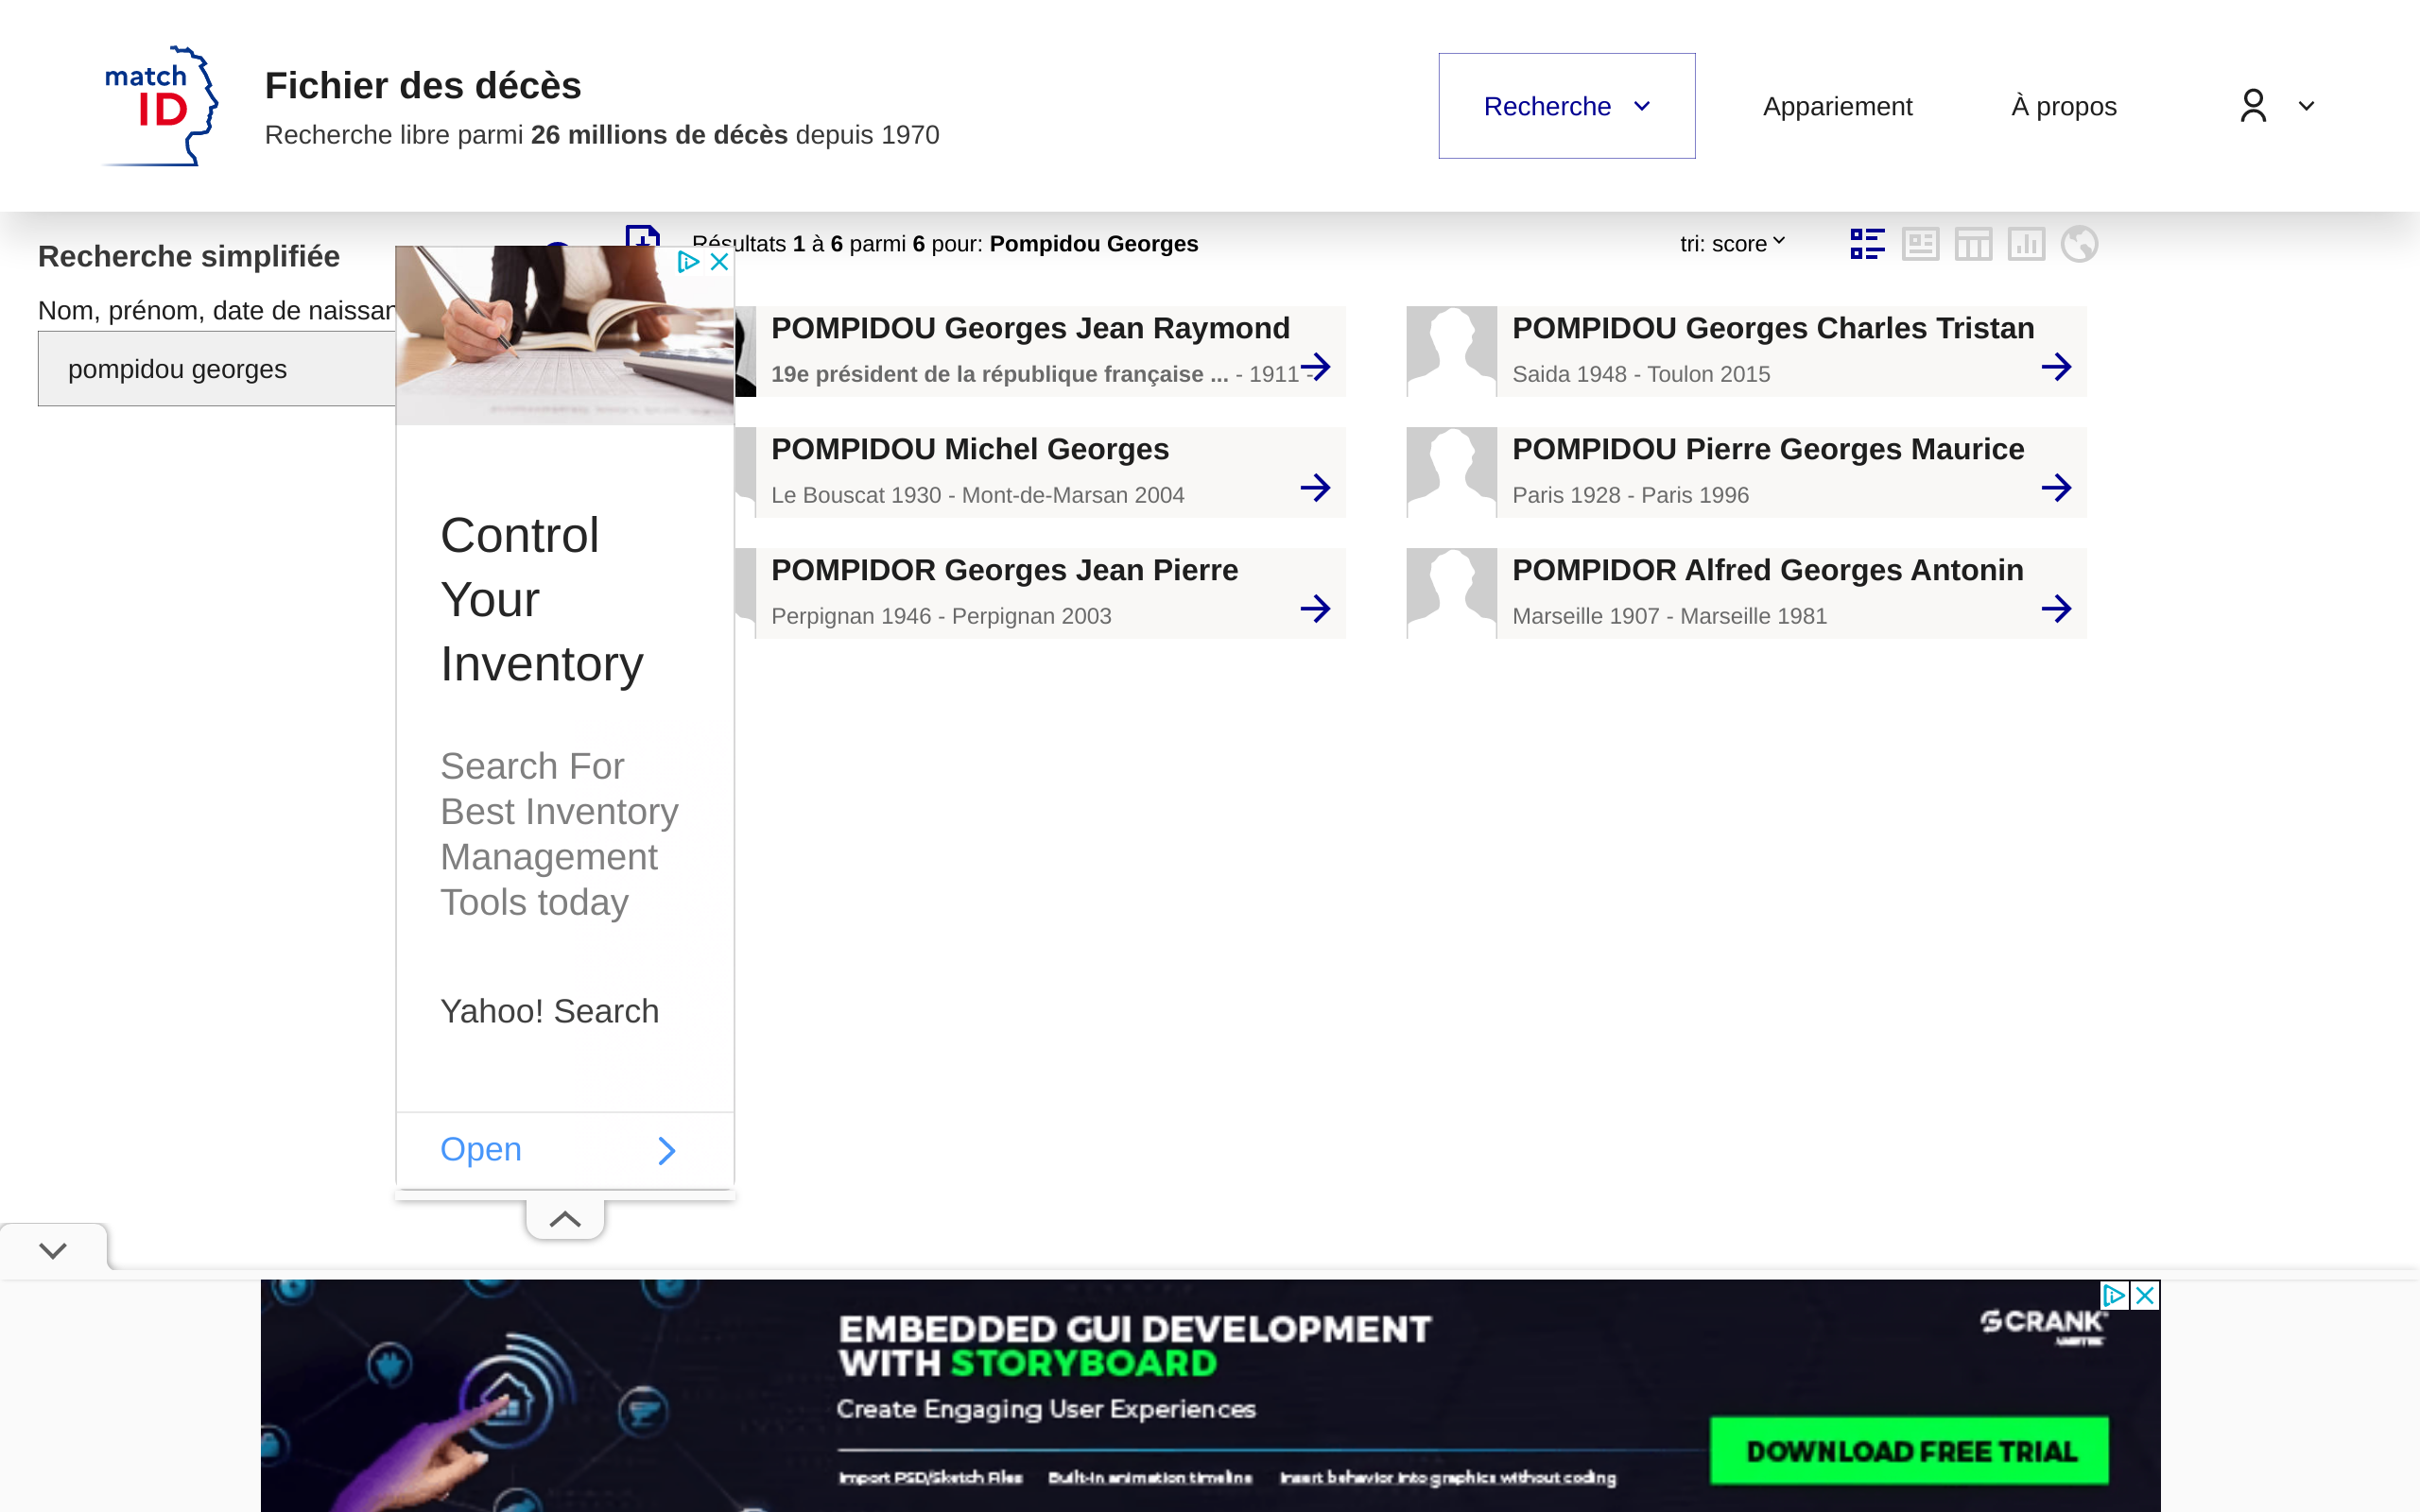 match
ID
Fichier des décès
Recherche libre parmi 26 millions de décès depuis 1970
Recherche
Appariement
À propos
Recherche simplifiée
Nom, prénom, date de
pompidou georges
Résultats 1 à 6 parmi 6 pour: Pompidou Georges
tri: score
POMPIDOU Georges Jean Raymond
19e président de la république française ... - 1911 -
POMPIDOU Georges Charles Tristan
Saida 1948 - Toulon 2015
POMPIDOU Michel Georges
Le Bouscat 1930 - Mont-de-Marsan 2004
POMPIDOU Pierre Georges Maurice
Paris 1928 - Paris 1996
POMPIDOR Georges Jean Pierre
Perpignan 1946 - Perpignan 2003
POMPIDOR Alfred Georges Antonin
Marseille 1907 - Marseille 1981
Control
Your
Inventory
Search For
Best Inventory
Management
Tools today
Yahoo! Search
Open
EMBEDDED GUI DEVELOPMENT
WITH STORYBOARD
Create Engaging User Experiences
Import PSD/Sketch Files Built-in animation timeline Insert behavior into graphics without coding
CRANK
AMETEK
DOWNLOAD FREE TRIAL